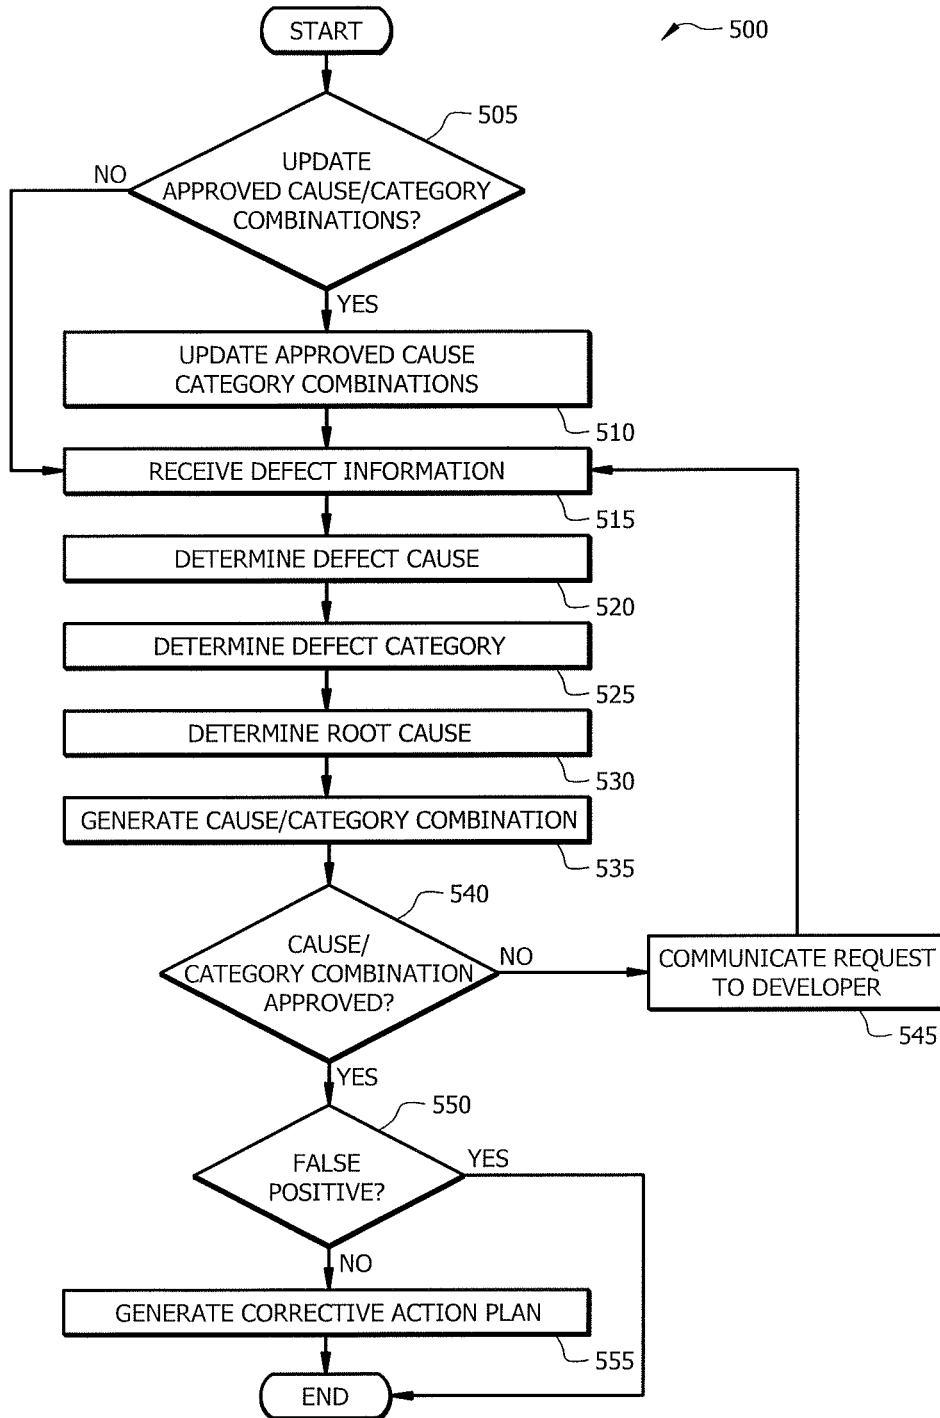 START
500
505
UPDATE
APPROVED CAUSE/CATEGORY
COMBINATIONS?
NO
YES
UPDATE APPROVED CAUSE
CATEGORY COMBINATIONS
510
RECEIVE DEFECT INFORMATION
515
DETERMINE DEFECT CAUSE
520
DETERMINE DEFECT CATEGORY
525
DETERMINE ROOT CAUSE
530
GENERATE CAUSE/CATEGORY COMBINATION
535
540
CAUSE/
CATEGORY COMBINATION
APPROVED?
NO
COMMUNICATE REQUEST
TO DEVELOPER
545
YES
550
FALSE
POSITIVE?
YES
NO
GENERATE CORRECTIVE ACTION PLAN
555
END